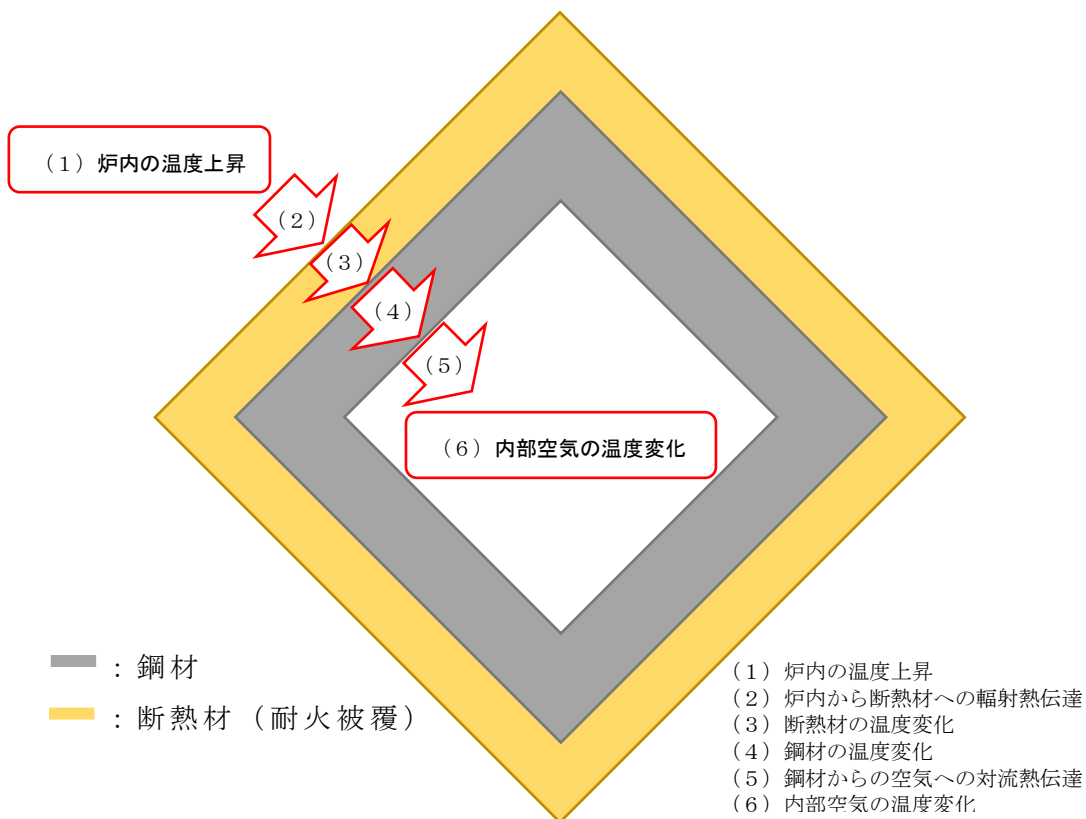 （1）炉内の温度上昇
（2）
（3）
（4）
（5）
（6）内部空気の温度変化
：鋼材
：断熱材（耐火被覆）
（1）炉内の温度上昇
（2）炉内から断熱材への輻射熱伝達
（3）断熱材の温度変化
（4）鋼材の温度変化
（5）鋼材からの空気への対流熱伝達
（6）内部空気の温度変化